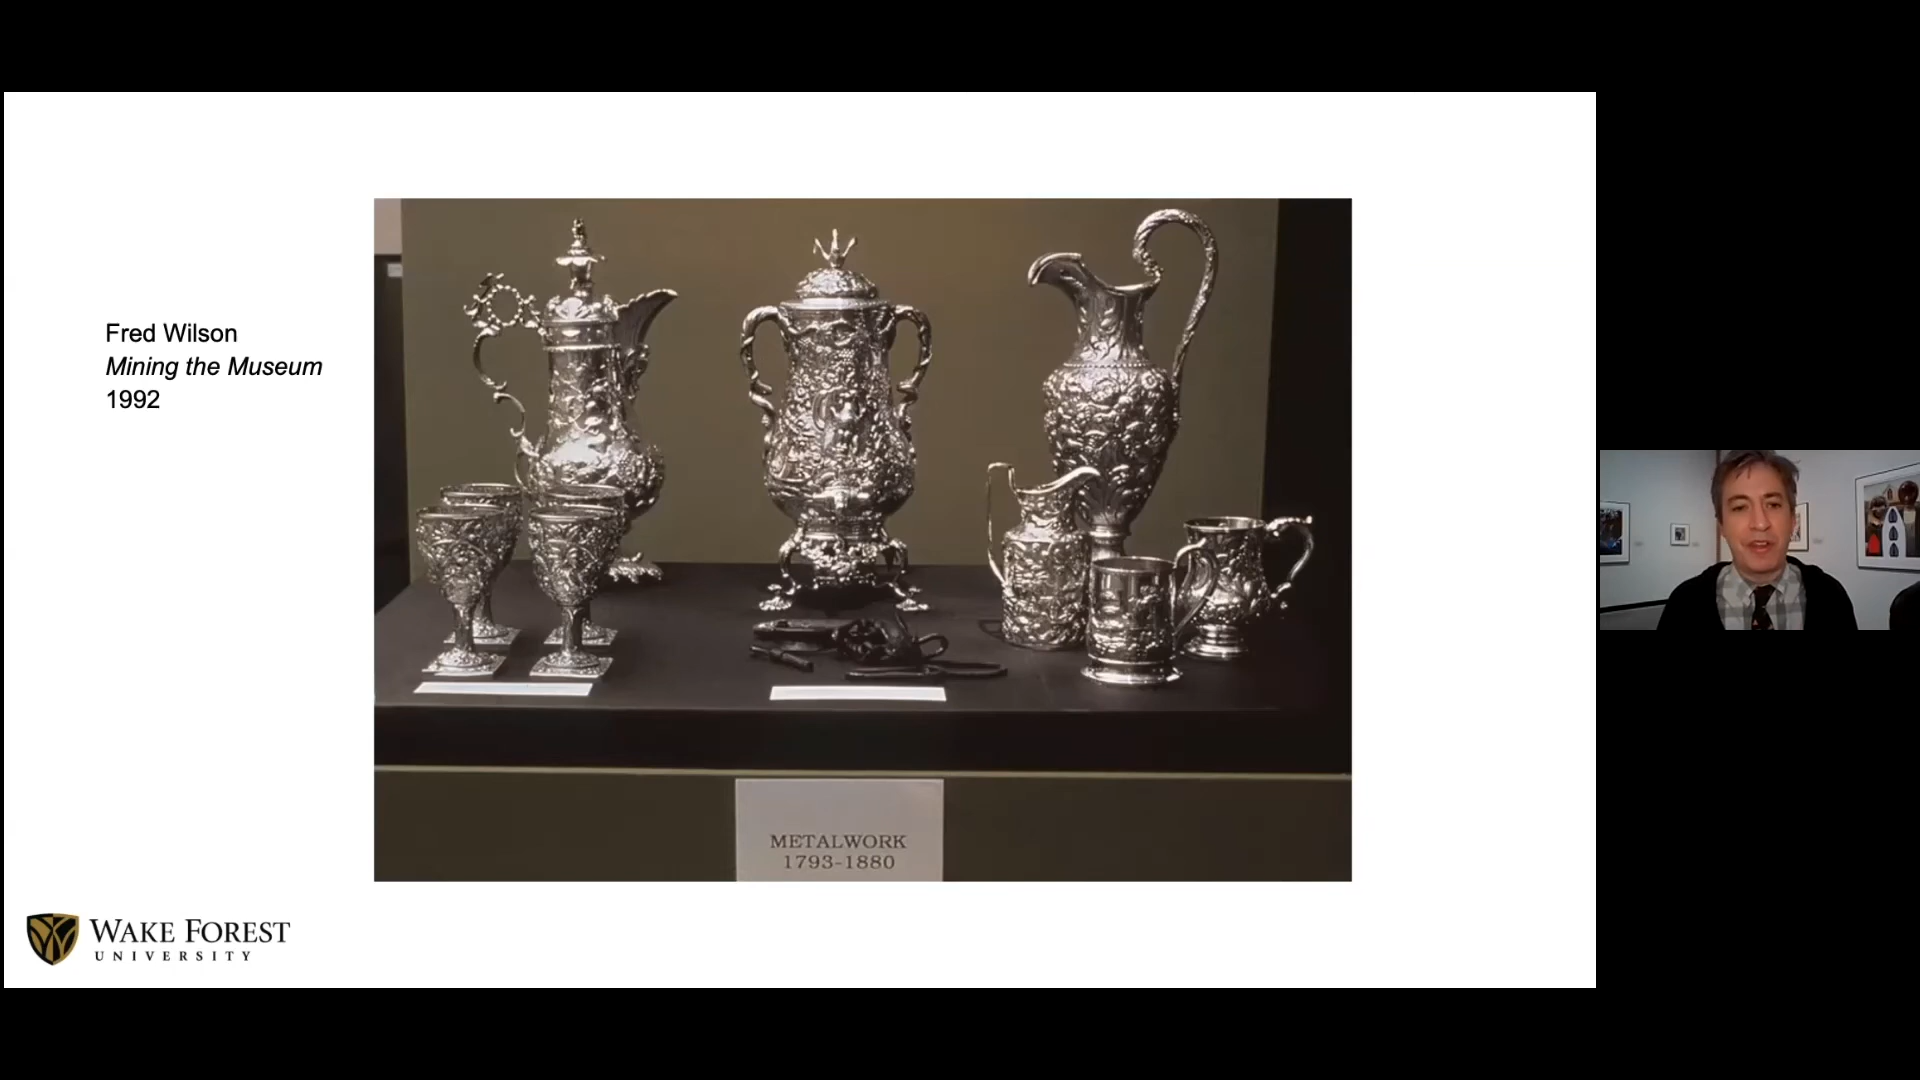 Fred Wilson
Mining the Museum
1992
METALWORK
1793-1880
WAKE FOREST
UNIVERSITY